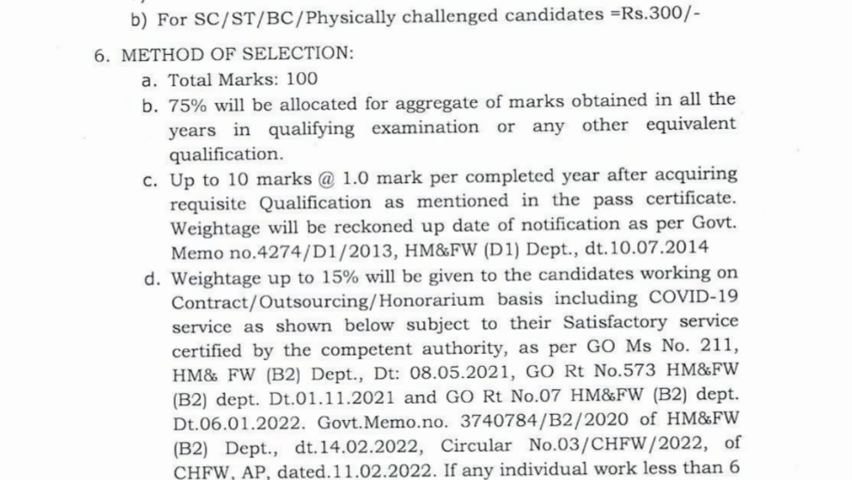 b) For SC/ST/BC/Physically challenged candidates =Rs.300/-
6. METHOD OF SELECTION:
a. Total Marks: 100
b. 75% will be allocated for aggregate of marks obtained in all the
years in qualifying examination or any other equivalent
qualification.
c. Up to 10 marks @ 1.0 mark per completed year after acquiring
requisite Qualification as mentioned in the pass certificate.
Weightage will be reckoned up date of notification as per Govt.
Memo no.4274/D1/2013, HM&FW (D1) Dept., dt.10.07.2014
d. Weightage up to 15% will be given to the candidates working on
Contract/Outsourcing/Honorarium basis including COVID-19
service as shown below subject to their Satisfactory service
certified by the competent authority, as per GO Ms No. 211,
HM& FW (B2) Dept., Dt: 08.05.2021, GO Rt No.573 HM&FW
(B2) dept. Dt.01.11.2021 and GO Rt No.07 HM&FW (B2) dept.
Dt.06.01.2022. Govt.Memo.no. 3740784/B2/2020 of HM&FW
(B2) Dept., dt.14.02.2022, Circular No.03/CHFW/2022, of
CHFW, AP, dated.11.02.2022. If any individual work less than 6